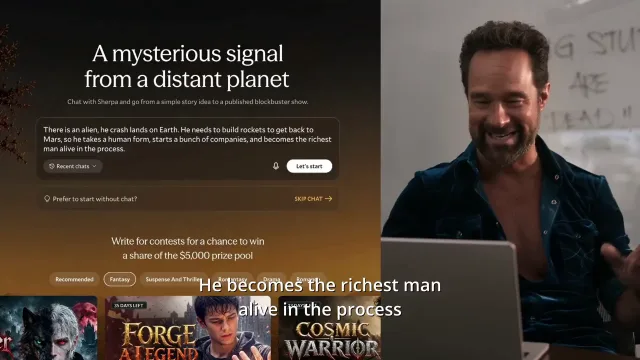 A mysterious signal
from a distant planet
Chat with Sherpa and go from a simple story idea to a published blockbuster show.
There is an alien, he crash lands on Earth. He needs to build rockets to get back to
Mars, so he takes a human form, starts a bunch of companies, and becomes the richest
man alive in the process.
Recent chats
Let's start
Prefer to start without chat?
SKIP CHAT
Write for contests for a chance to win
a share of the $5,000 prize pool
Recommended
Fantasy
Suspense And Thriller
Drama
He becomes the richest man
alive in the process
DAYS LEFT
FORGE
A LEGEND
COSMIC
WARRIOR
G STU
ARE
DEAD"